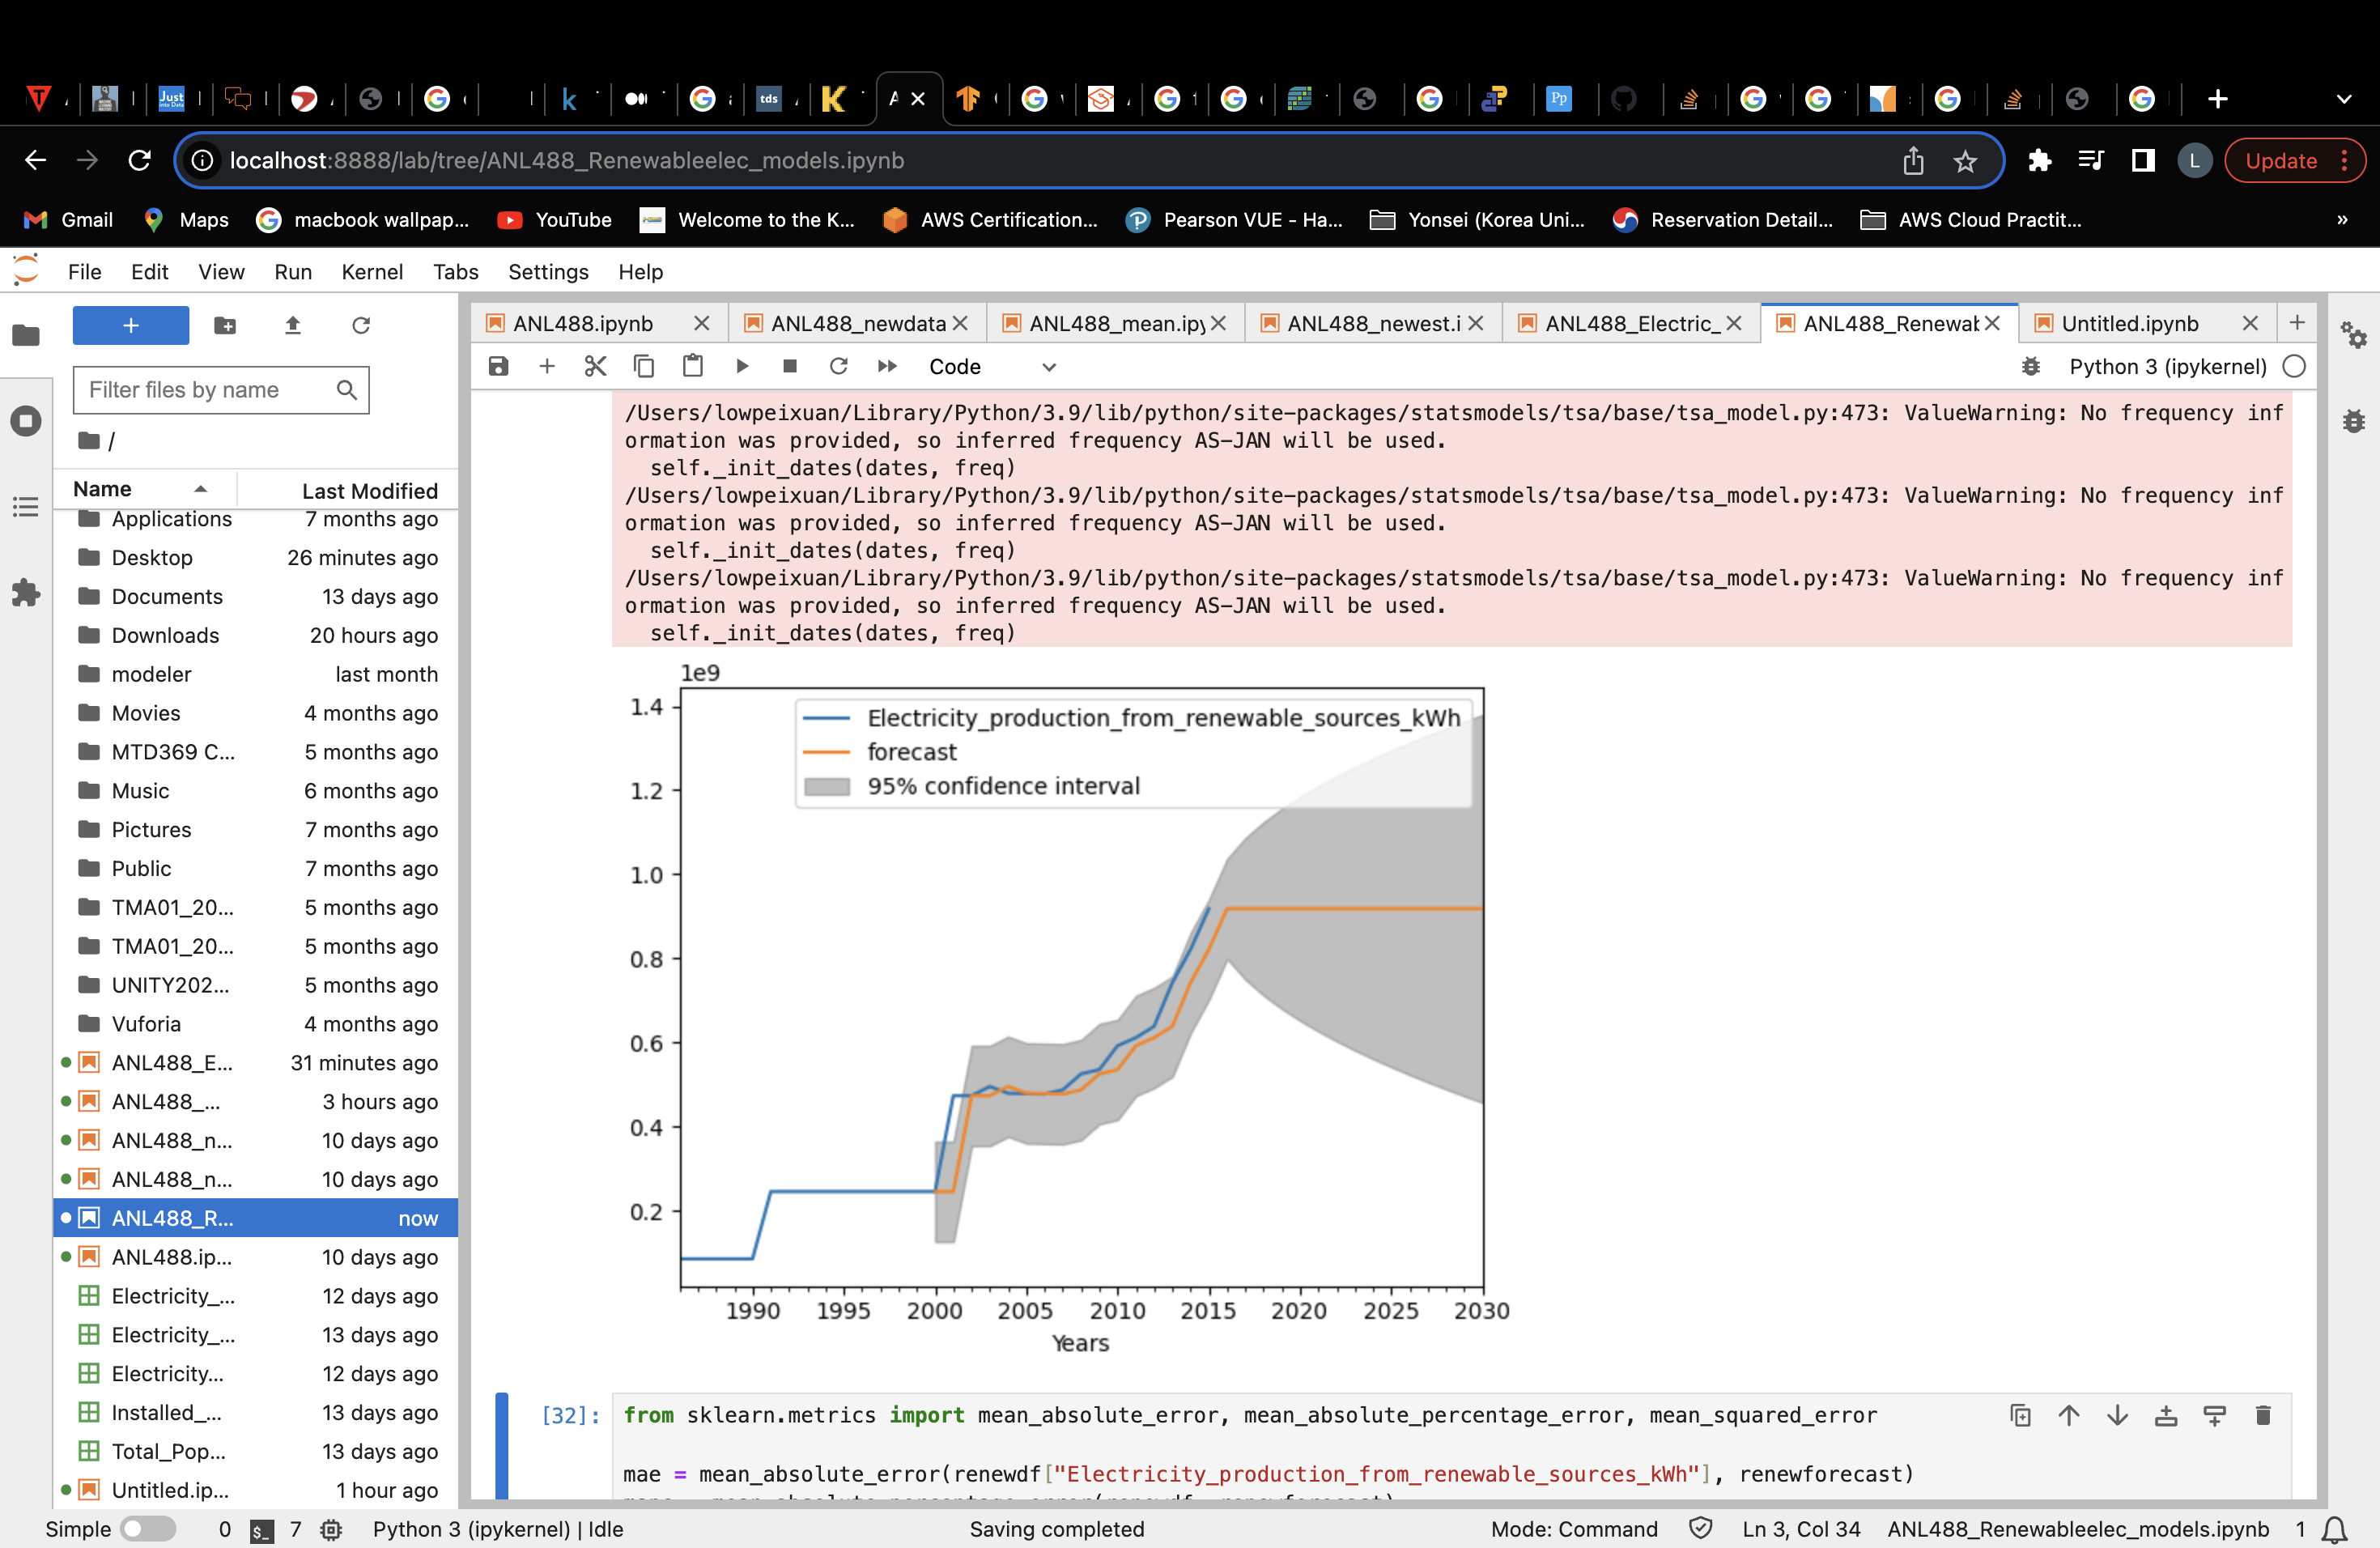 Just
into Data
k
tds
K
A
Pp
localhost:8888/lab/tree/ANL488_Renewableelec_models.ipynb
L
Update
Gmail
Maps
macbook wallpap...
YouTube
Welcome to the K...
AWS Certification...
Pearson VUE - Ha...
Yonsei (Korea Uni...
Reservation Detail...
AWS Cloud Practit...
»
File Edit View Run Kernel Tabs Settings Help
+
Filter files by name
/
Name Last Modified
Applications 7 months ago
Desktop 26 minutes ago
Documents 13 days ago
Downloads 20 hours ago
modeler last month
Movies 4 months ago
MTD369 C... 5 months ago
Music 6 months ago
Pictures 7 months ago
Public 7 months ago
TMA01_20... 5 months ago
TMA01_20... 5 months ago
UNITY202... 5 months ago
Vuforia 4 months ago
ANL488_E... 31 minutes ago
ANL488_... 3 hours ago
ANL488_n... 10 days ago
ANL488_n... 10 days ago
ANL488_R... now
ANL488.ip... 10 days ago
Electricity_... 12 days ago
Electricity_... 13 days ago
Electricity... 12 days ago
Installed_... 13 days ago
Total_Pop... 13 days ago
Untitled.ip... 1 hour ago
ANL488.ipynb
ANL488_newdata
ANL488_mean.ipy
ANL488_newest.i
ANL488_Electric_
ANL488_Renewab
Untitled.ipynb
Code
Python 3 (ipykernel)
/Users/lowpeixuan/Library/Python/3.9/lib/python/site-packages/statsmodels/tsa/base/tsa_model.py:473: ValueWarning: No frequency inf
ormation was provided, so inferred frequency AS-JAN will be used.
self._init_dates(dates, freq)
/Users/lowpeixuan/Library/Python/3.9/lib/python/site-packages/statsmodels/tsa/base/tsa_model.py:473: ValueWarning: No frequency inf
ormation was provided, so inferred frequency AS-JAN will be used.
self._init_dates(dates, freq)
/Users/lowpeixuan/Library/Python/3.9/lib/python/site-packages/statsmodels/tsa/base/tsa_model.py:473: ValueWarning: No frequency inf
ormation was provided, so inferred frequency AS-JAN will be used.
self._init_dates(dates, freq)
1e9
1.4
1.2
1.0
0.8
0.6
0.4
0.2
Electricity_production_from_renewable_sources_kWh
forecast
95% confidence interval
1990 1995 2000 2005 2010 2015 2020 2025 2030
Years
[32]:
from sklearn.metrics import mean_absolute_error, mean_absolute_percentage_error, mean_squared_error
mae = mean_absolute_error(renewdf["Electricity_production_from_renewable_sources_kWh"], renewforecast)
Simple
0
$_
7
Python 3 (ipykernel) | Idle
Saving completed
Mode: Command
Ln 3, Col 34
ANL488_Renewableelec_models.ipynb
1